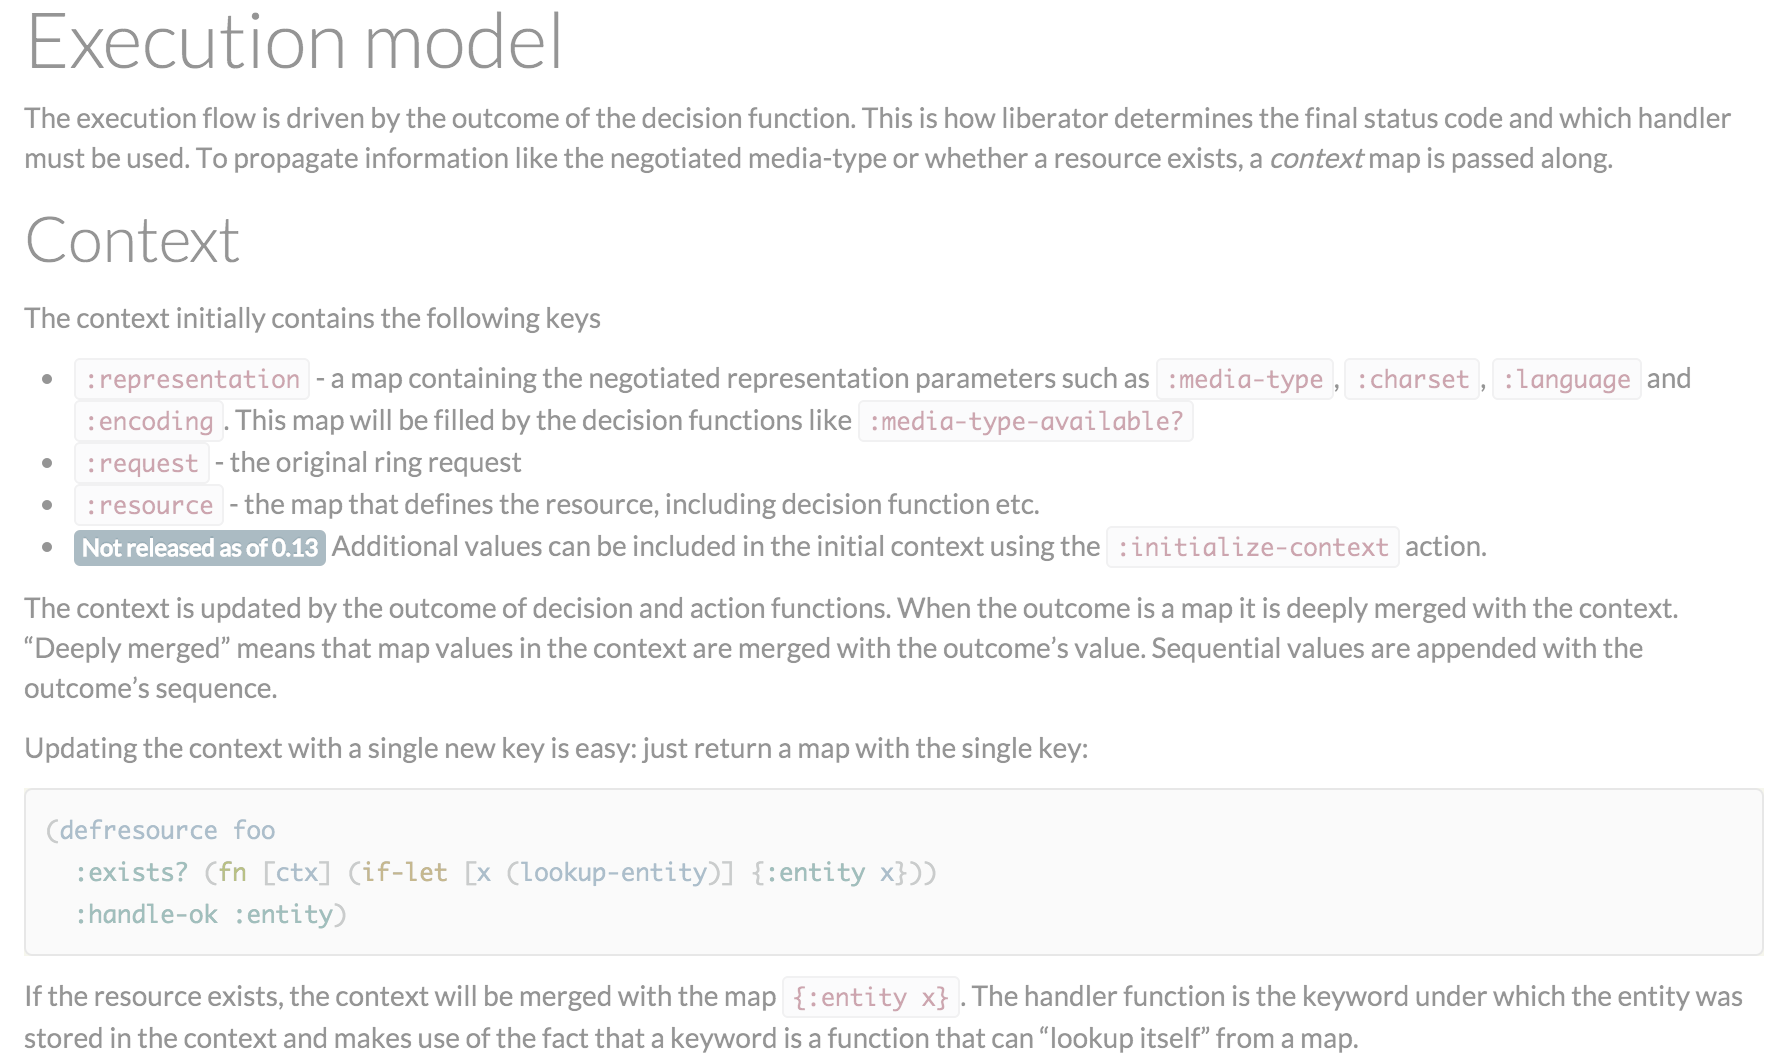 Execution model
The execution flow is driven by the outcome of the decision function. This is how liberator determines the final status code and which handler
must be used. To propagate information like the negotiated media-type or whether a resource exists, a context map is passed along.
Context
The context initially contains the following keys
• :representation - a map containing the negotiated representation parameters such as :media-type, :charset, :language and
:encoding. This map will be filled by the decision functions like :media-type-available?
• :request - the original ring request
• :resource - the map that defines the resource, including decision function etc.
• Not released as of 0.13 Additional values can be included in the initial context using the :initialize-context action.
The context is updated by the outcome of decision and action functions. When the outcome is a map it is deeply merged with the context.
“Deeply merged” means that map values in the context are merged with the outcome’s value. Sequential values are appended with the
outcome’s sequence.
Updating the context with a single new key is easy: just return a map with the single key:
(defresource foo
  :exists? (fn [ctx] (if-let [x (lookup-entity)] {:entity x}))
  :handle-ok :entity)
If the resource exists, the context will be merged with the map {:entity x}. The handler function is the keyword under which the entity was
stored in the context and makes use of the fact that a keyword is a function that can “lookup itself” from a map.